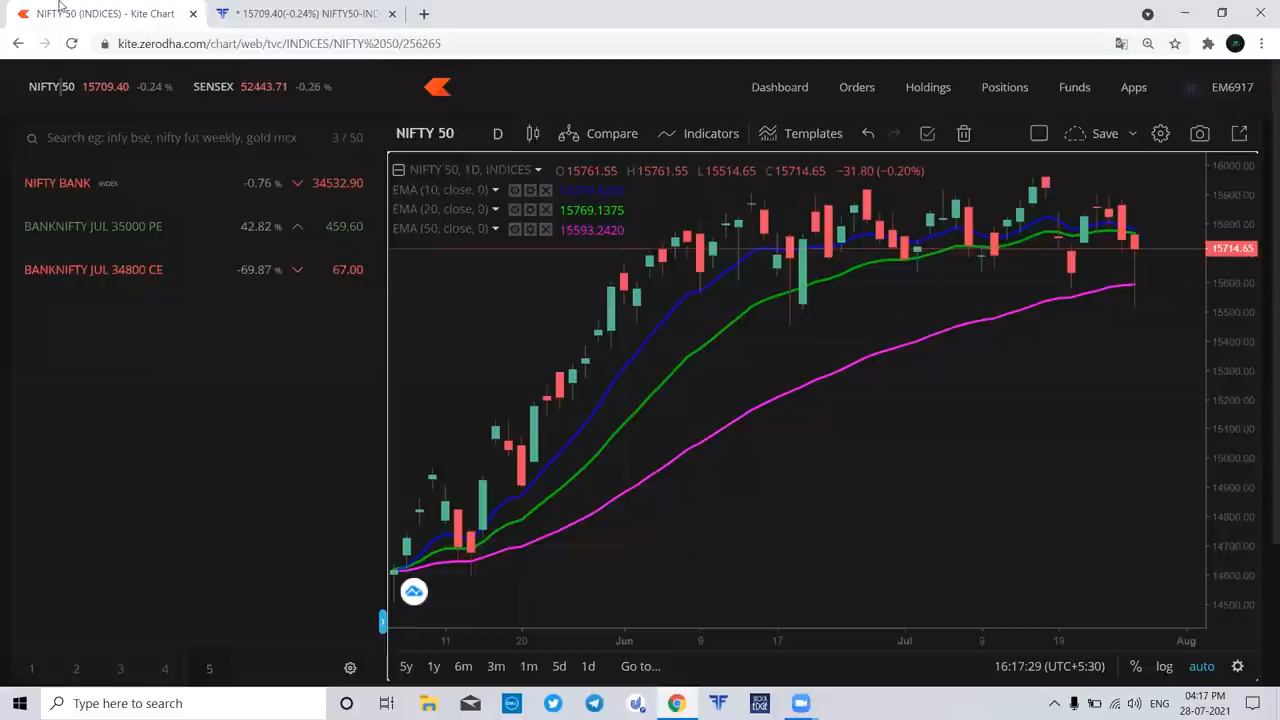 NIFTY 50 (INDICES) - Kite Chart
* 15709.40(-0.24%) NIFTY50-IND
kite.zerodha.com/chart/web/tvc/INDICES/NIFTY%2050/256265
NIFTY 50 15709.40 -0.24 % SENSEX 52443.71 -0.26 %
Dashboard Orders Holdings Positions Funds Apps EM6917
Search eg: infy bse, nifty fut weekly, gold mcx 3 / 50
NIFTY BANK INDEX -0.76 % 34532.90
BANKNIFTY JUL 35000 PE 42.82 % 459.60
BANKNIFTY JUL 34800 CE -69.87 % 67.00
NIFTY 50 D Compare Indicators Templates Save
NIFTY 50, 1D, INDICES O15761.55 H15761.55 L15514.65 C15714.65 −31.80 (−0.20%)
EMA (10, close, 0)
EMA (20, close, 0) 15769.1375
EMA (50, close, 0) 15593.2420
16000.00
15900.00
15800.00
15714.65
15600.00
15500.00
15400.00
15300.00
15200.00
15100.00
15000.00
14900.00
14800.00
14700.00
14600.00
14500.00
11 20 Jun 9 17 Jul 9 19 Aug
5y 1y 6m 3m 1m 5d 1d Go to... 16:17:29 (UTC+5:30) % log auto
1 2 3 4 5
Type here to search
ENG
04:17 PM
28-07-2021